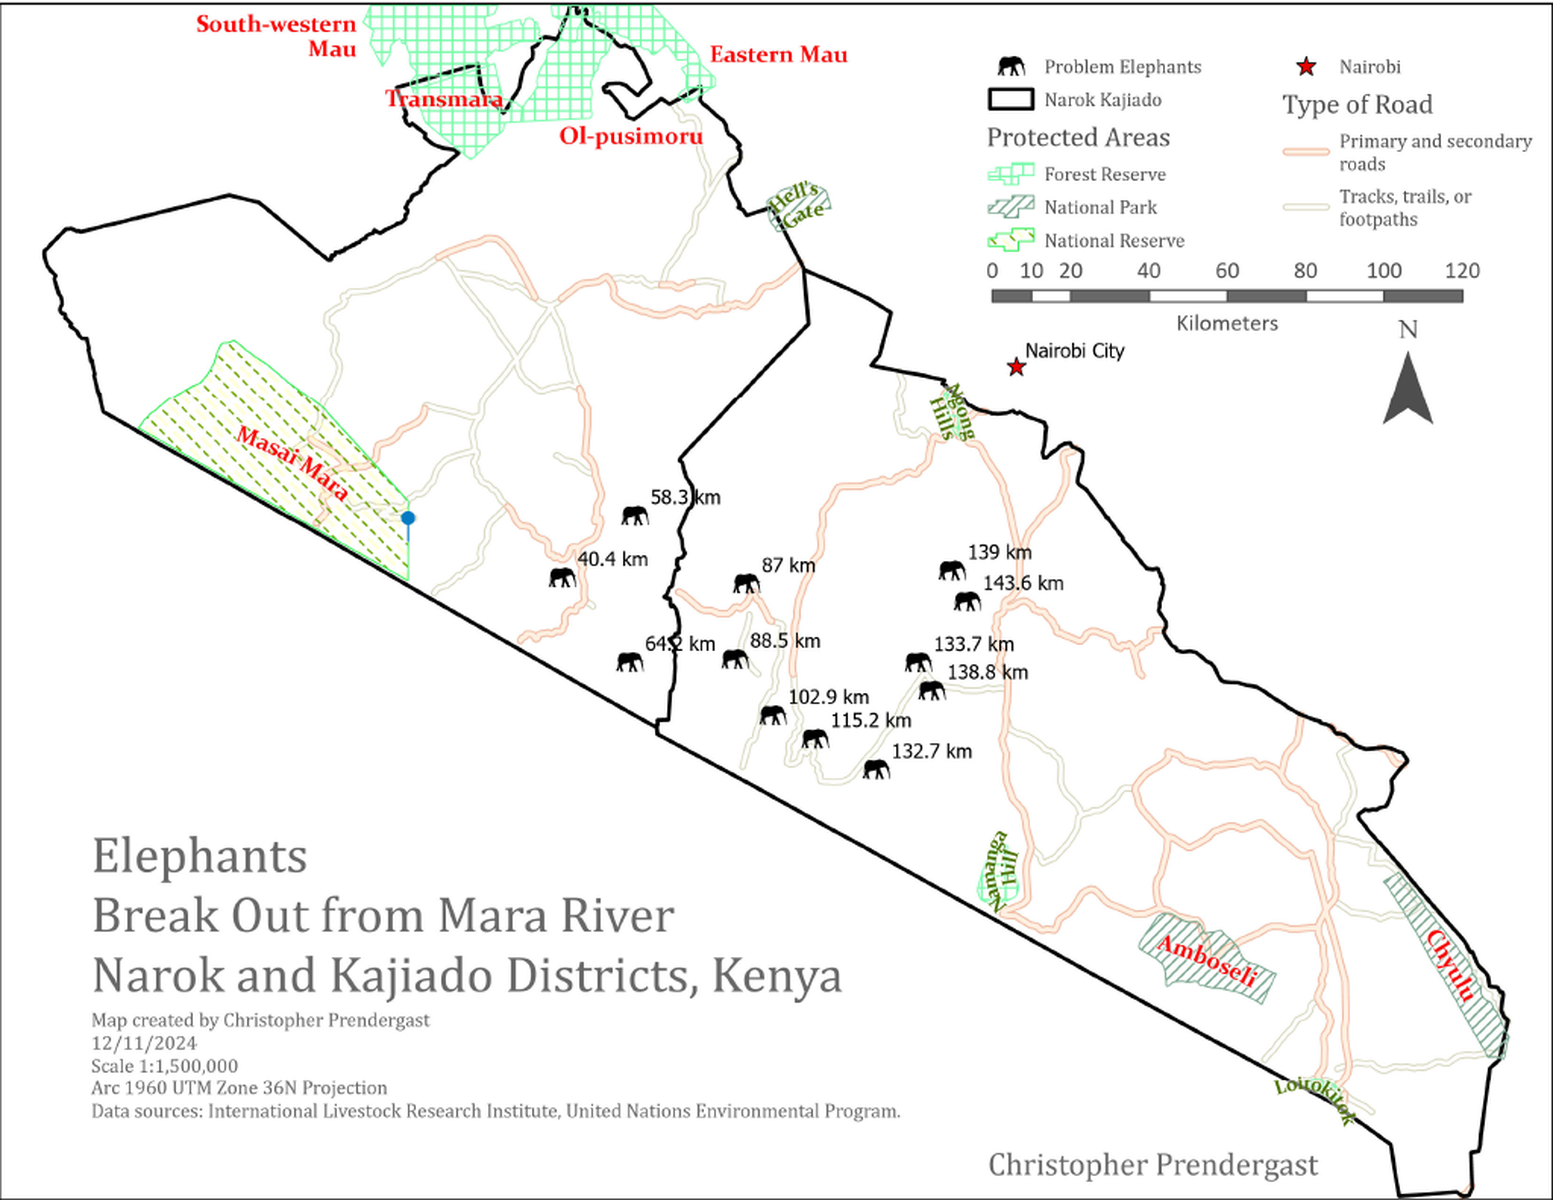 South-western
Mau
Eastern Mau
Transmara
Ol-pusimoru
Hell's
Gate
Problem Elephants
Narok Kajiado
Protected Areas
Forest Reserve
National Park
National Reserve
Nairobi
Type of Road
Primary and secondary
roads
Tracks, trails, or
footpaths
0 10 20 40 60 80 100 120
Kilometers
N
Nairobi City
Ngong
Hills
Masai Mara
58.3 km
40.4 km
64.2 km
87 km
88.5 km
102.9 km
115.2 km
132.7 km
139 km
143.6 km
133.7 km
138.8 km
Namanga
Hill
Amboseli
Chyulu
Loitokitok
Elephants
Break Out from Mara River
Narok and Kajiado Districts, Kenya
Map created by Christopher Prendergast
12/11/2024
Scale 1:1,500,000
Arc 1960 UTM Zone 36N Projection
Data sources: International Livestock Research Institute, United Nations Environmental Program.
Christopher Prendergast